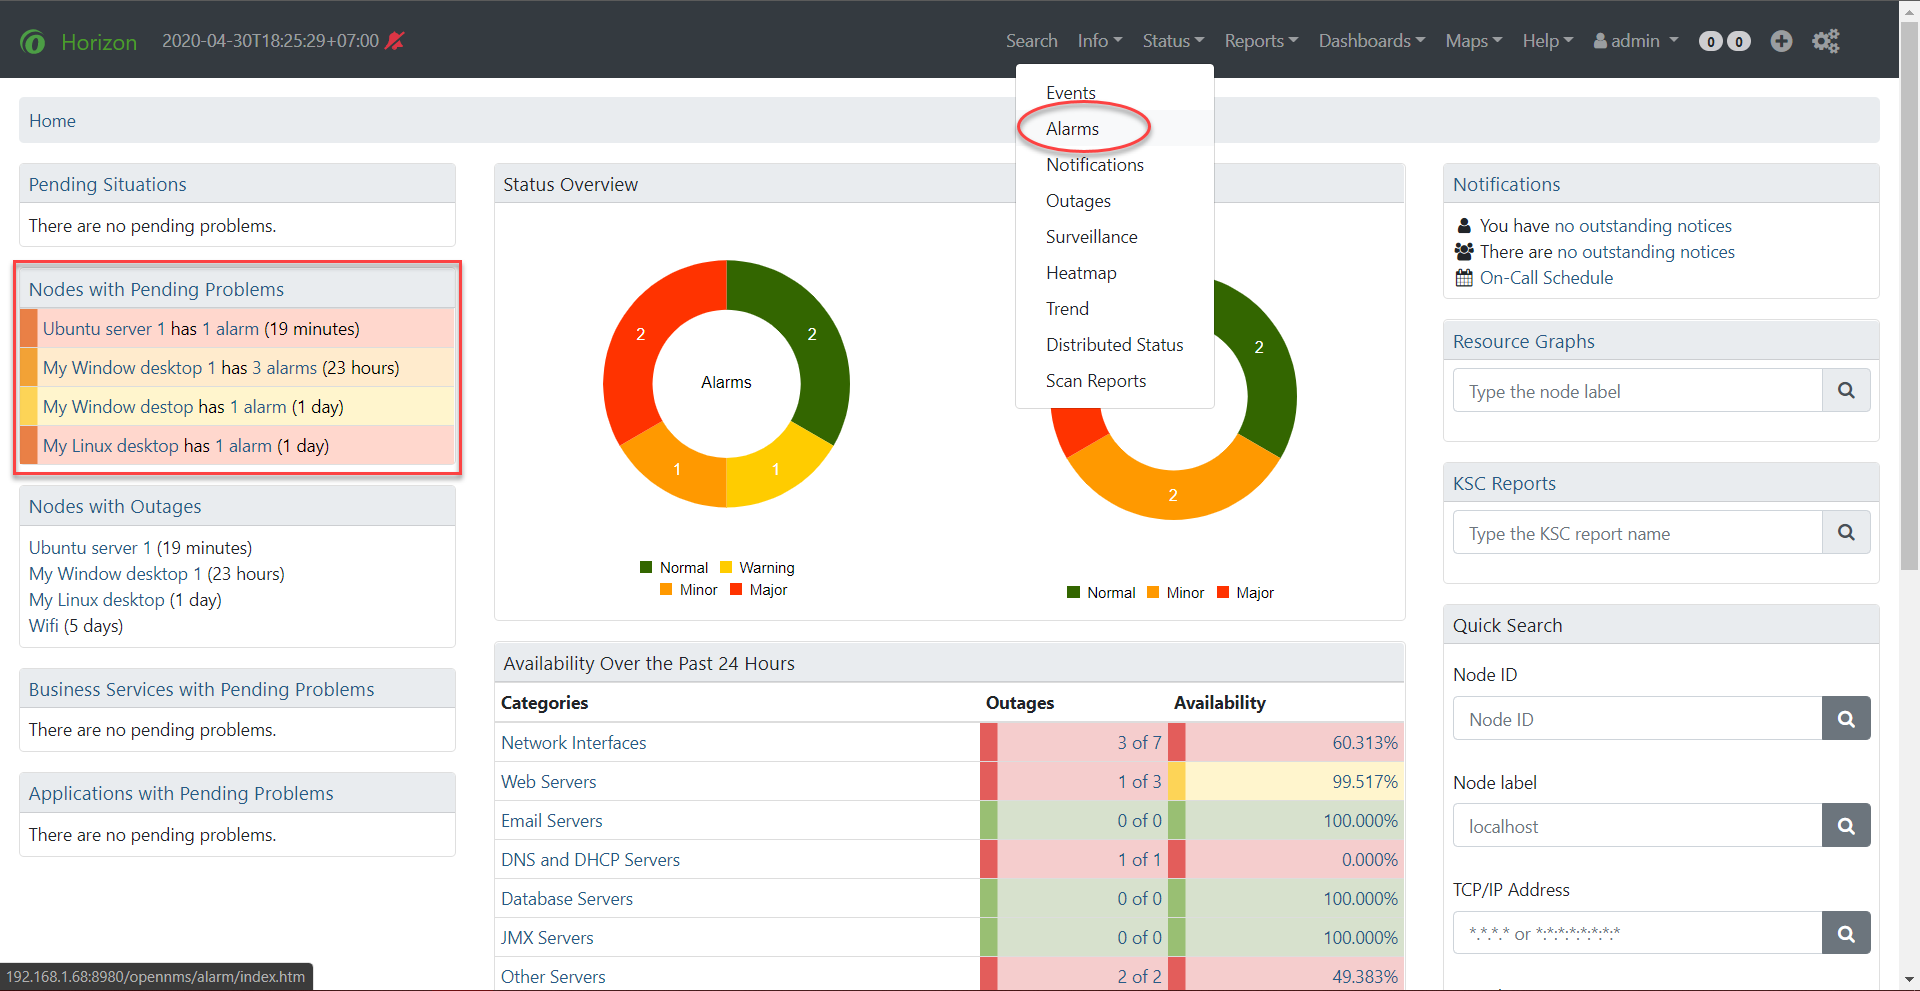 Horizon 2020-04-30T18:25:29+07:00 Search Info Status Reports Dashboards Maps Help admin 0 0
Home
Events
Alarms
Notifications
Outages
Surveillance
Heatmap
Trend
Distributed Status
Scan Reports
Pending Situations
There are no pending problems.
Nodes with Pending Problems
Ubuntu server 1 has 1 alarm (19 minutes)
My Window desktop 1 has 3 alarms (23 hours)
My Window destop has 1 alarm (1 day)
My Linux desktop has 1 alarm (1 day)
Nodes with Outages
Ubuntu server 1 (19 minutes)
My Window desktop 1 (23 hours)
My Linux desktop (1 day)
Wifi (5 days)
Business Services with Pending Problems
There are no pending problems.
Applications with Pending Problems
There are no pending problems.
Status Overview
2 2
Alarms
1 1
Normal Warning
Minor Major
2
2
Normal Minor Major
Availability Over the Past 24 Hours
Categories Outages Availability
Network Interfaces 3 of 7 60.313%
Web Servers 1 of 3 99.517%
Email Servers 0 of 0 100.000%
DNS and DHCP Servers 1 of 1 0.000%
Database Servers 0 of 0 100.000%
JMX Servers 0 of 0 100.000%
Other Servers 2 of 2 49.383%
Notifications
You have no outstanding notices
There are no outstanding notices
On-Call Schedule
Resource Graphs
Type the node label
KSC Reports
Type the KSC report name
Quick Search
Node ID
Node ID
Node label
localhost
TCP/IP Address
*.*.*.* or *:*:*:*:*:*:*:*
192.168.1.68:8980/opennms/alarm/index.htm